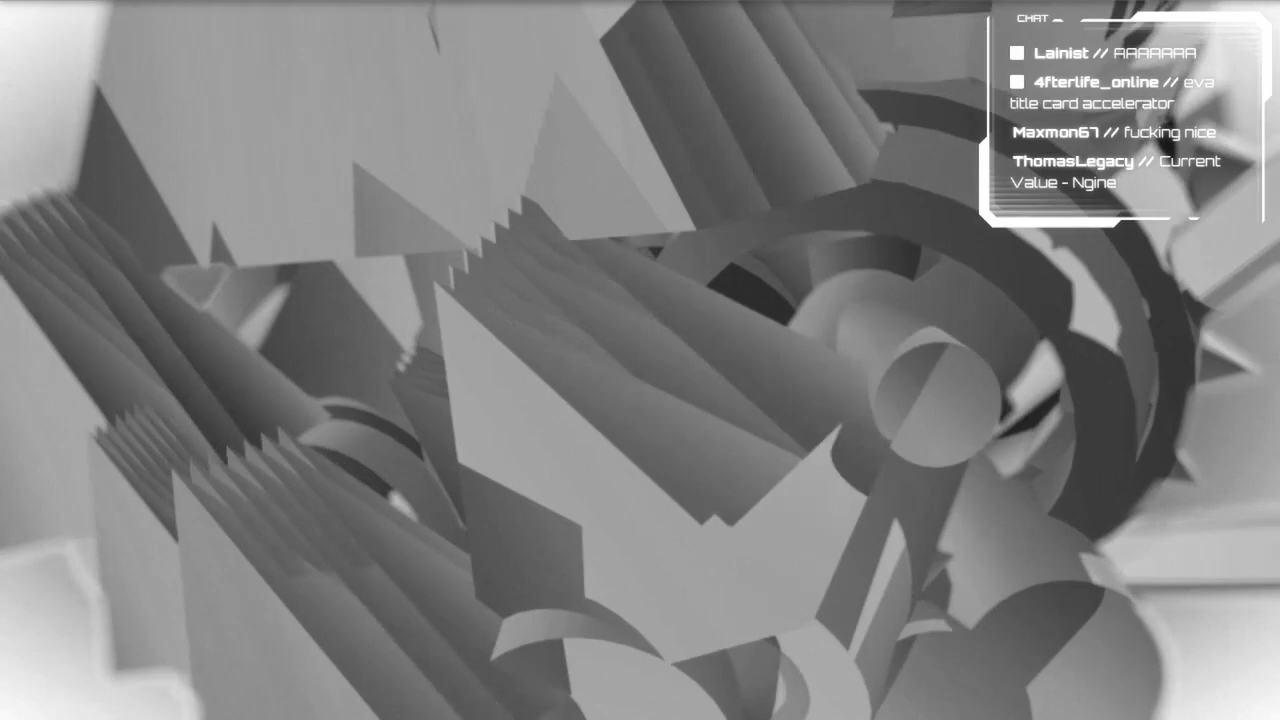 CHAT
Lainist // AAAAAAA
4fterlife_online // eva
title card accelerator
Maxmon67 // fucking nice
ThomasLegacy // Current
Value - Ngine